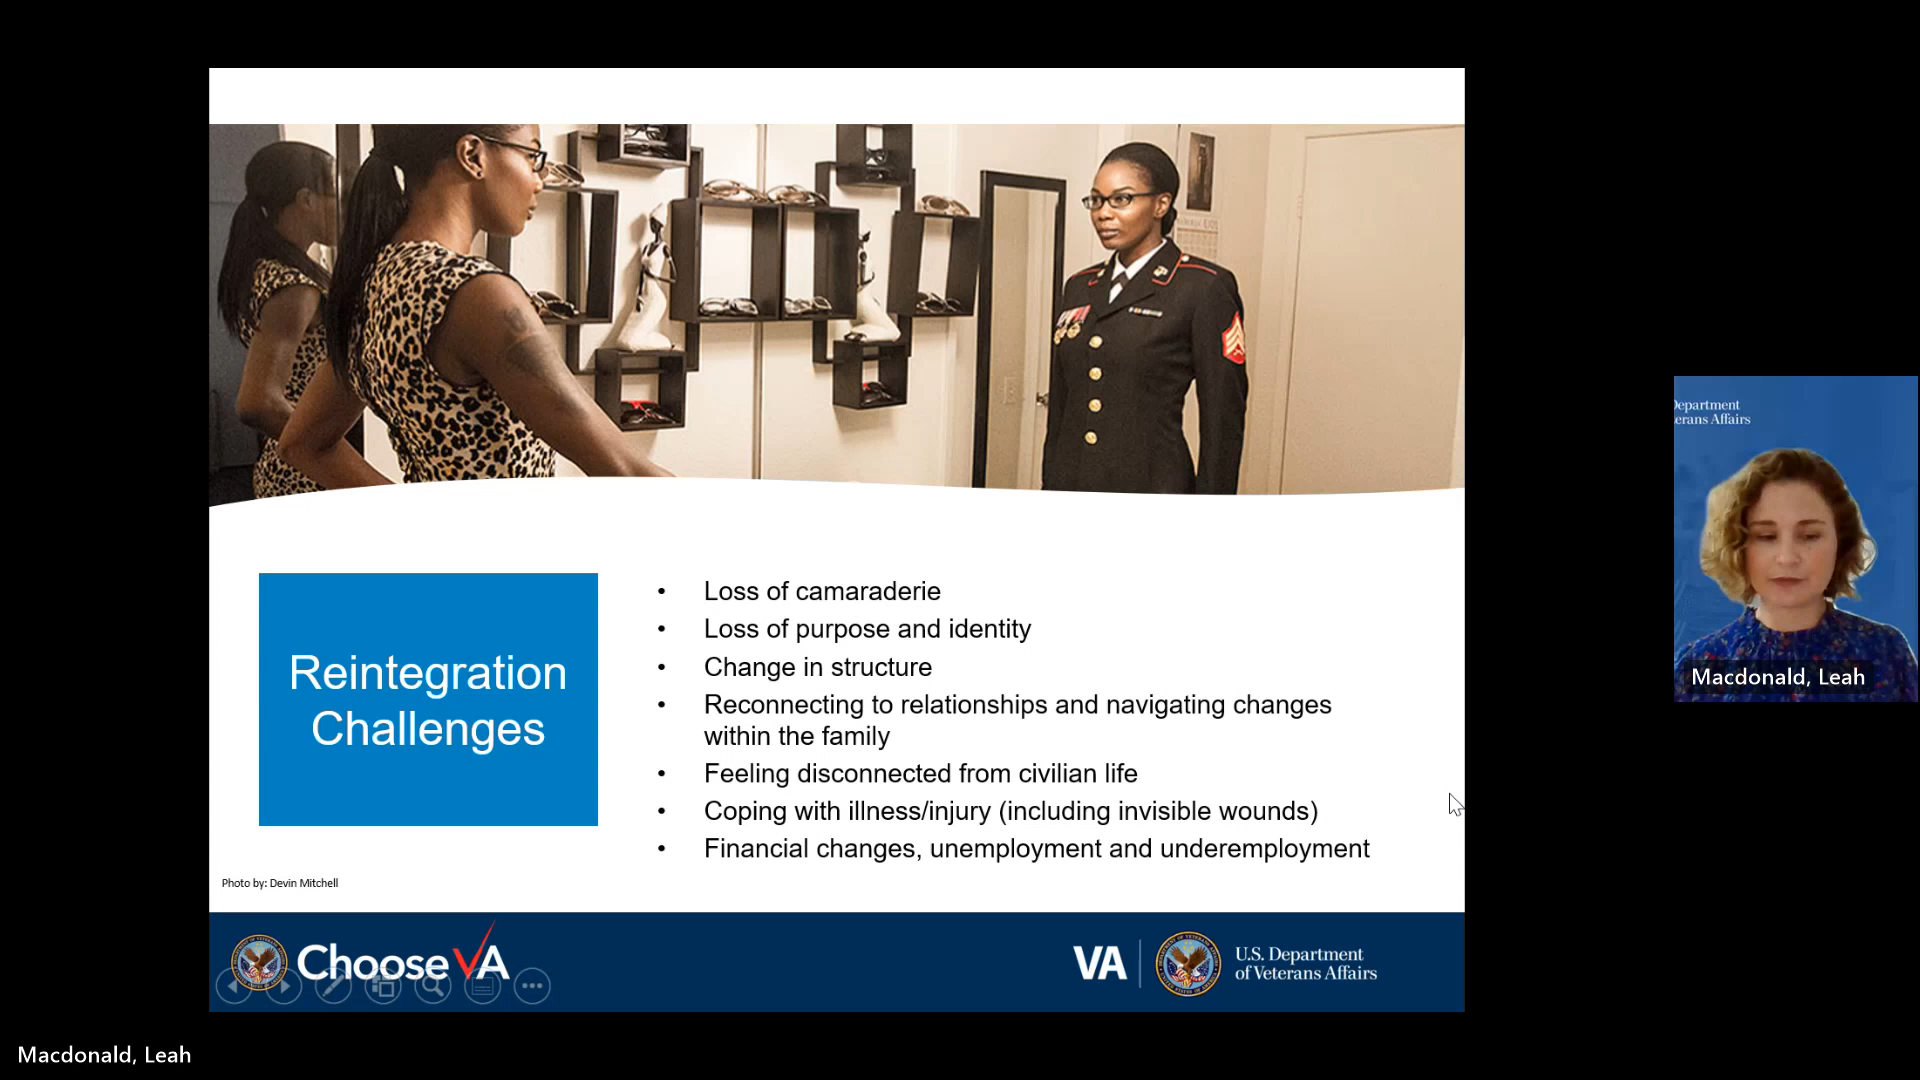 epartment
erans Affairs
Macdonald, Leah
Reintegration
Challenges
• Loss of camaraderie
• Loss of purpose and identity
• Change in structure
• Reconnecting to relationships and navigating changes
within the family
• Feeling disconnected from civilian life
• Coping with illness/injury (including invisible wounds)
• Financial changes, unemployment and underemployment
Photo by: Devin Mitchell
Choose VA
VA
U.S. Department
of Veterans Affairs
Macdonald, Leah